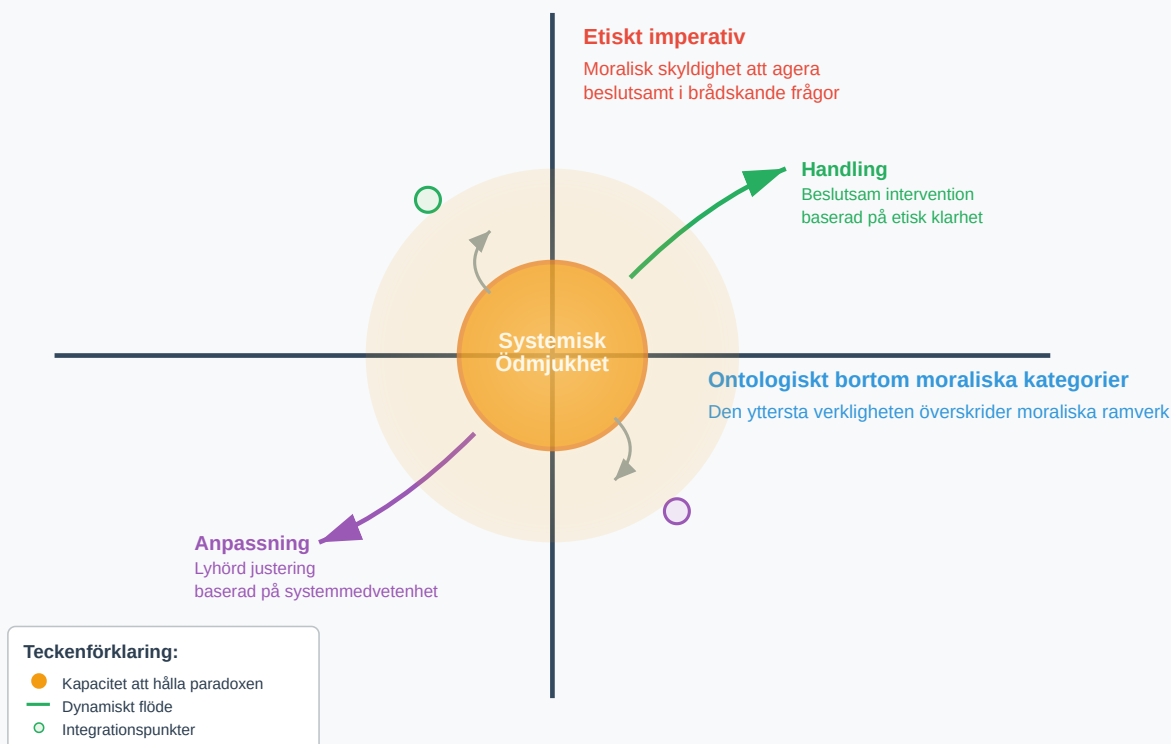 Etiskt imperativ
Moralisk skyldighet att agera
beslutsamt i brådskande frågor
Handling
Beslutsam intervention
baserad på etisk klarhet
Systemisk
Ödmjukhet
Ontologiskt bortom moraliska kategorier
Den yttersta verkligheten överskrider moraliska ramverk
Anpassning
Lyhörd justering
baserad på systemmedvetenhet
Teckenförklaring:
Kapacitet att hålla paradoxen
Dynamiskt flöde
Integrationspunkter